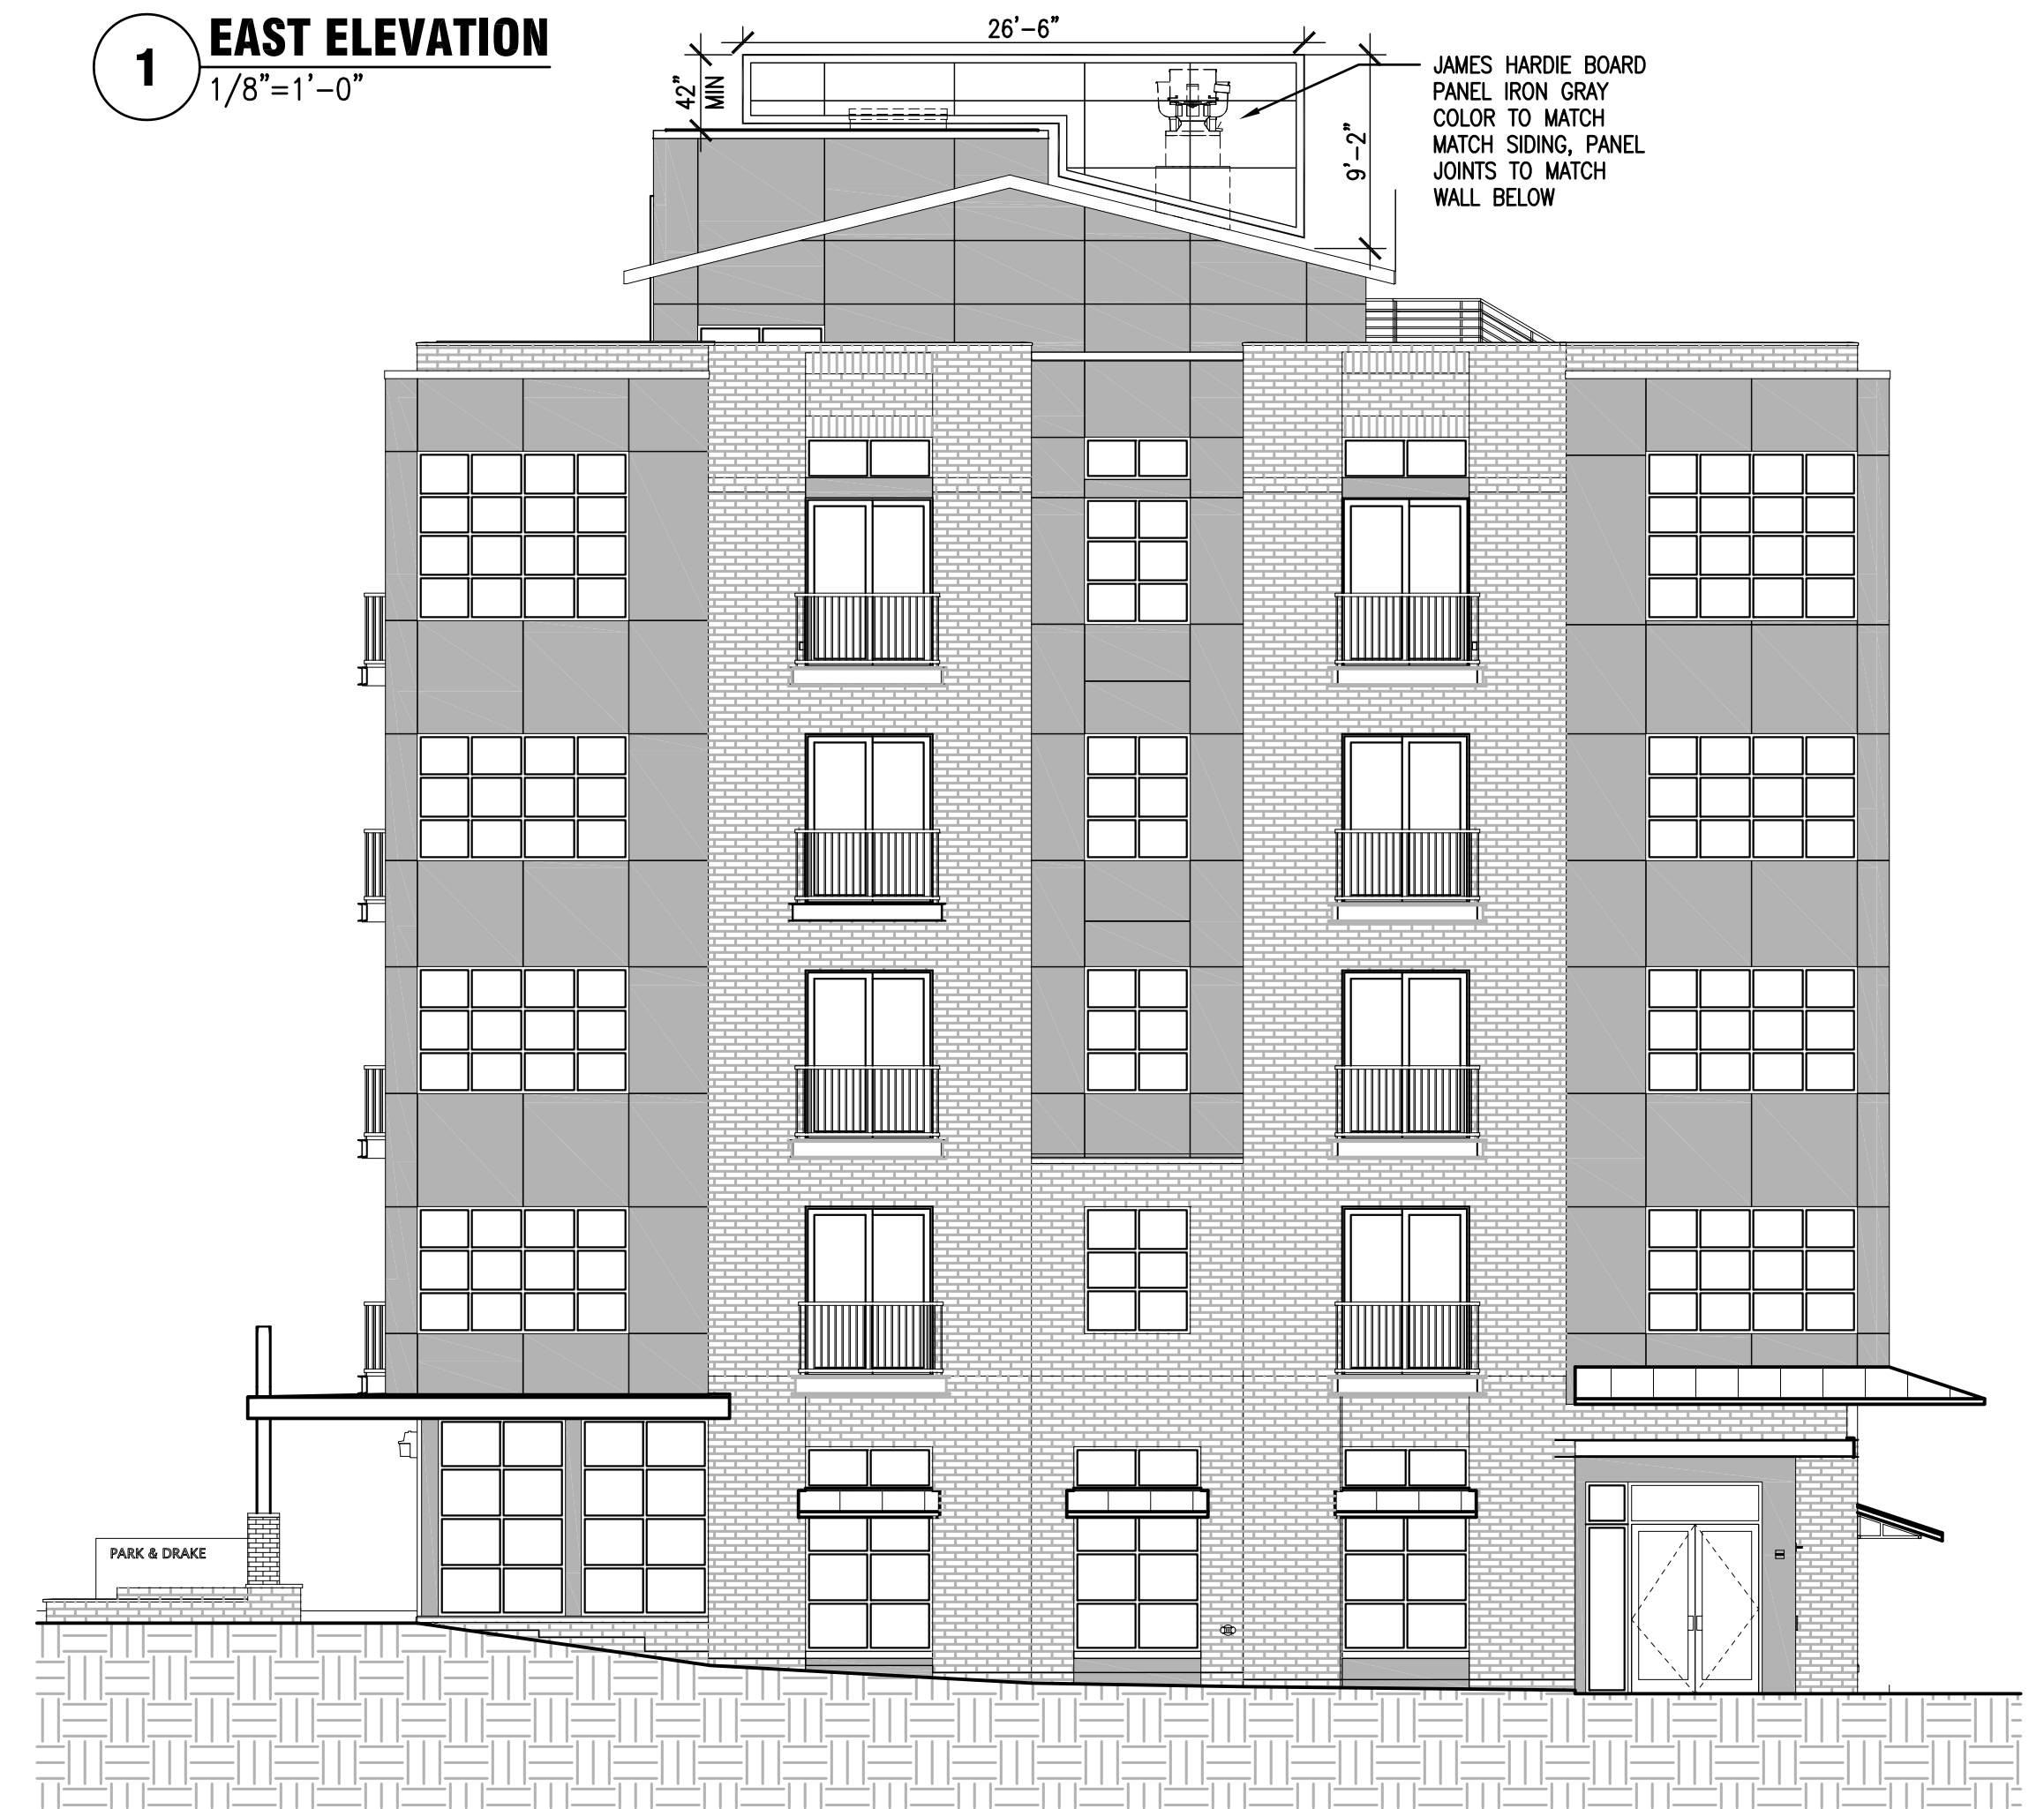 1
EAST ELEVATION
1/8"=1'-0"
26'-6"
42"
MIN
9'-2"
JAMES HARDIE BOARD
PANEL IRON GRAY
COLOR TO MATCH
MATCH SIDING, PANEL
JOINTS TO MATCH
WALL BELOW
PARK & DRAKE